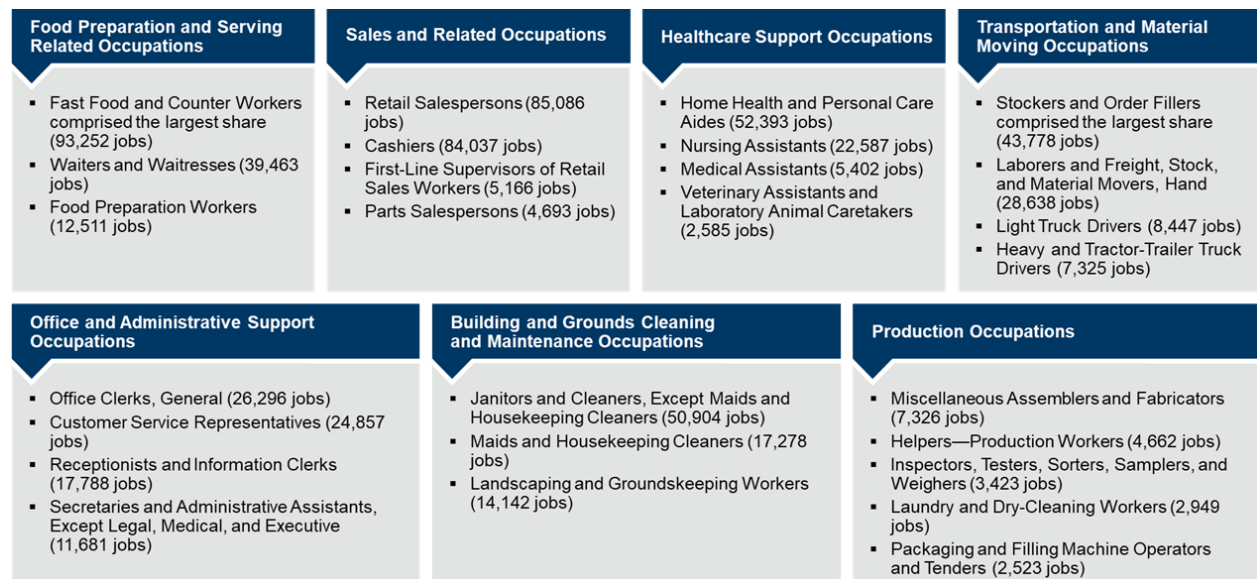 Food Preparation and Serving
Related Occupations
▪ Fast Food and Counter Workers
comprised the largest share
(93,252 jobs)
▪ Waiters and Waitresses (39,463
jobs)
▪ Food Preparation Workers
(12,511 jobs)
Sales and Related Occupations
▪ Retail Salespersons (85,086
jobs)
▪ Cashiers (84,037 jobs)
▪ First-Line Supervisors of Retail
Sales Workers (5,166 jobs)
▪ Parts Salespersons (4,693 jobs)
Healthcare Support Occupations
▪ Home Health and Personal Care
Aides (52,393 jobs)
▪ Nursing Assistants (22,587 jobs)
▪ Medical Assistants (5,402 jobs)
▪ Veterinary Assistants and
Laboratory Animal Caretakers
(2,585 jobs)
Transportation and Material
Moving Occupations
▪ Stockers and Order Fillers
comprised the largest share
(43,778 jobs)
▪ Laborers and Freight, Stock,
and Material Movers, Hand
(28,638 jobs)
▪ Light Truck Drivers (8,447 jobs)
▪ Heavy and Tractor-Trailer Truck
Drivers (7,325 jobs)
Office and Administrative Support
Occupations
▪ Office Clerks, General (26,296 jobs)
▪ Customer Service Representatives (24,857
jobs)
▪ Receptionists and Information Clerks
(17,788 jobs)
▪ Secretaries and Administrative Assistants,
Except Legal, Medical, and Executive
(11,681 jobs)
Building and Grounds Cleaning
and Maintenance Occupations
▪ Janitors and Cleaners, Except Maids and
Housekeeping Cleaners (50,904 jobs)
▪ Maids and Housekeeping Cleaners (17,278
jobs)
▪ Landscaping and Groundskeeping Workers
(14,142 jobs)
Production Occupations
▪ Miscellaneous Assemblers and Fabricators
(7,326 jobs)
▪ Helpers—Production Workers (4,662 jobs)
▪ Inspectors, Testers, Sorters, Samplers, and
Weighers (3,423 jobs)
▪ Laundry and Dry-Cleaning Workers (2,949
jobs)
▪ Packaging and Filling Machine Operators
and Tenders (2,523 jobs)